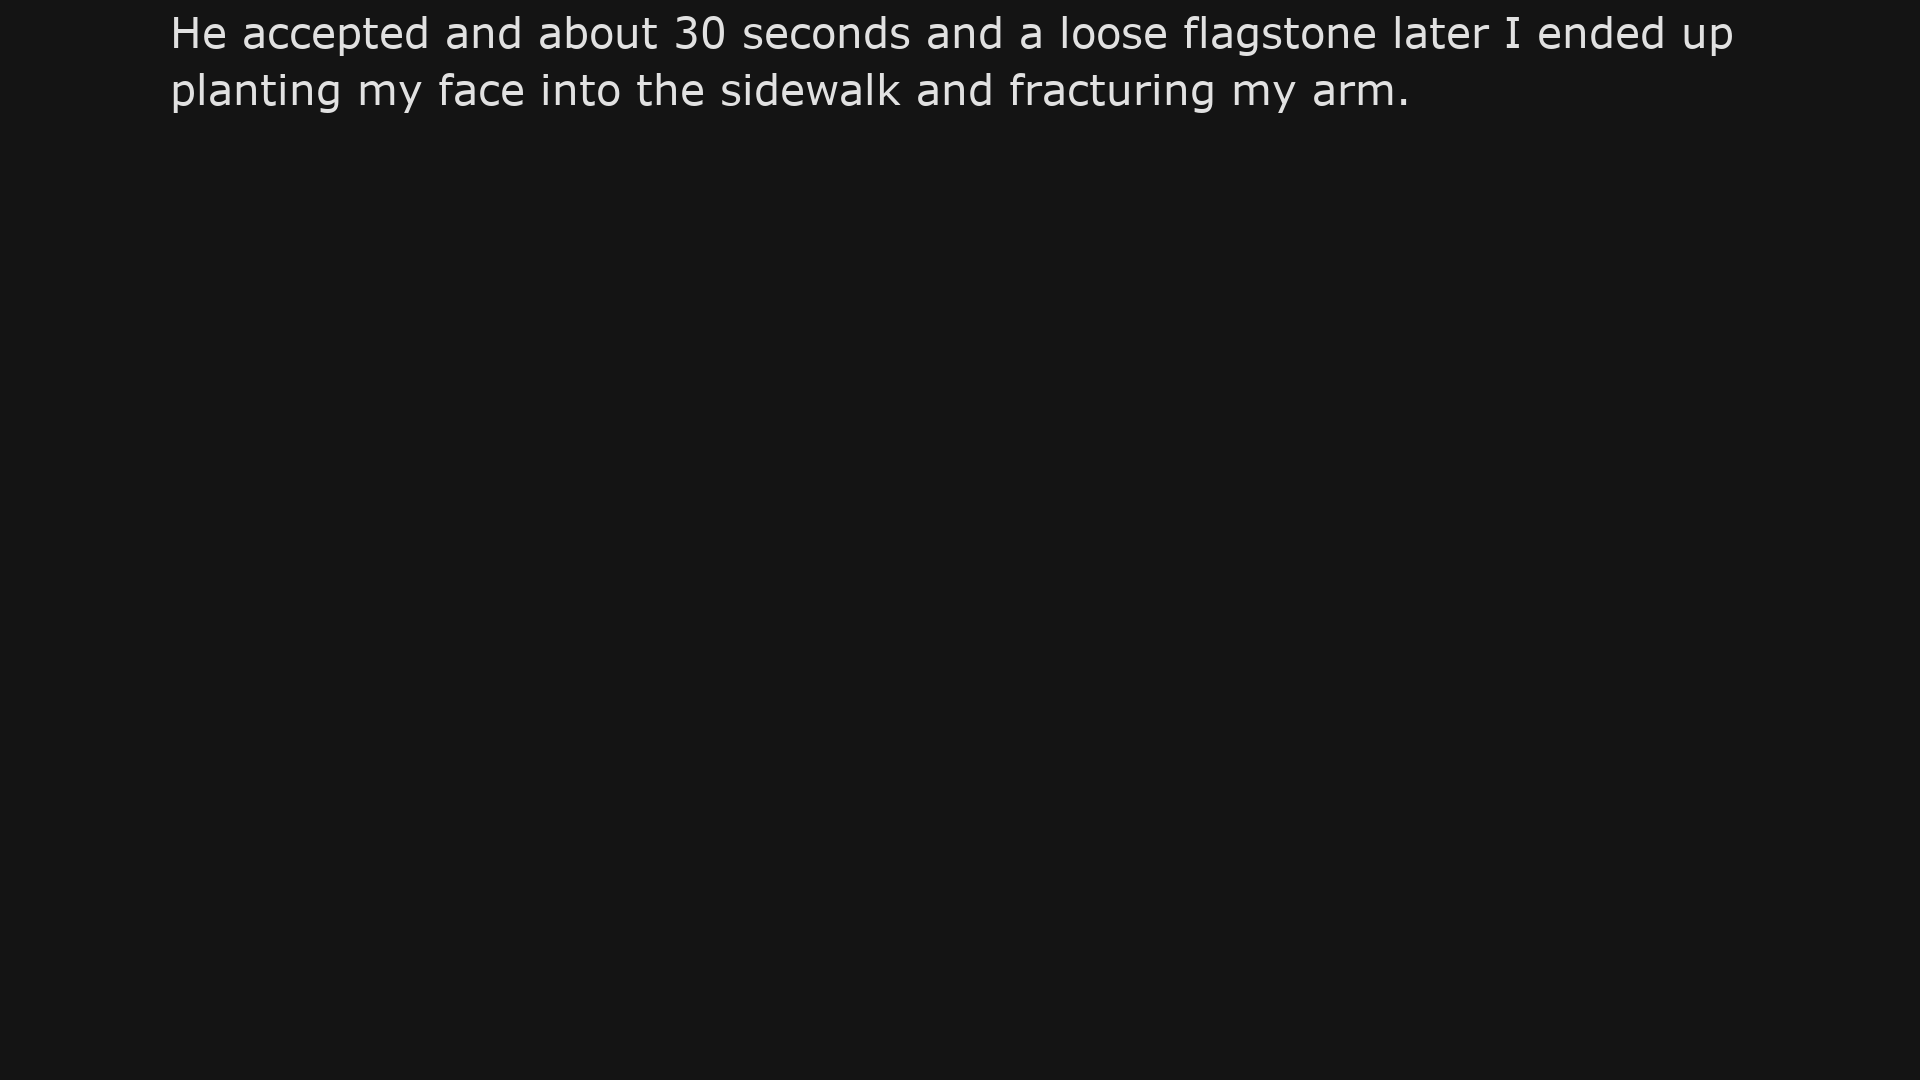 He accepted and about 30 seconds and a loose flagstone later I ended up
planting my face into the sidewalk and fracturing my arm.